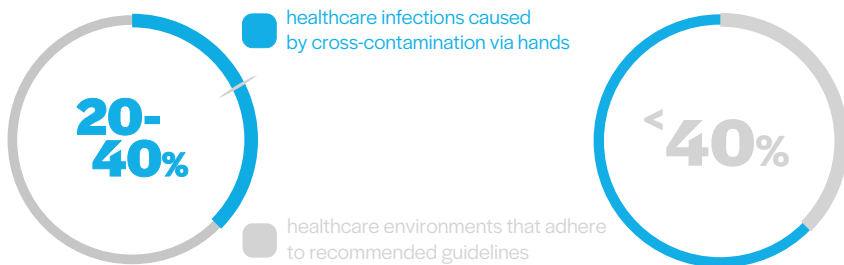 healthcare infections caused
by cross-contamination via hands
20-
40%
<40%
healthcare environments that adhere
to recommended guidelines